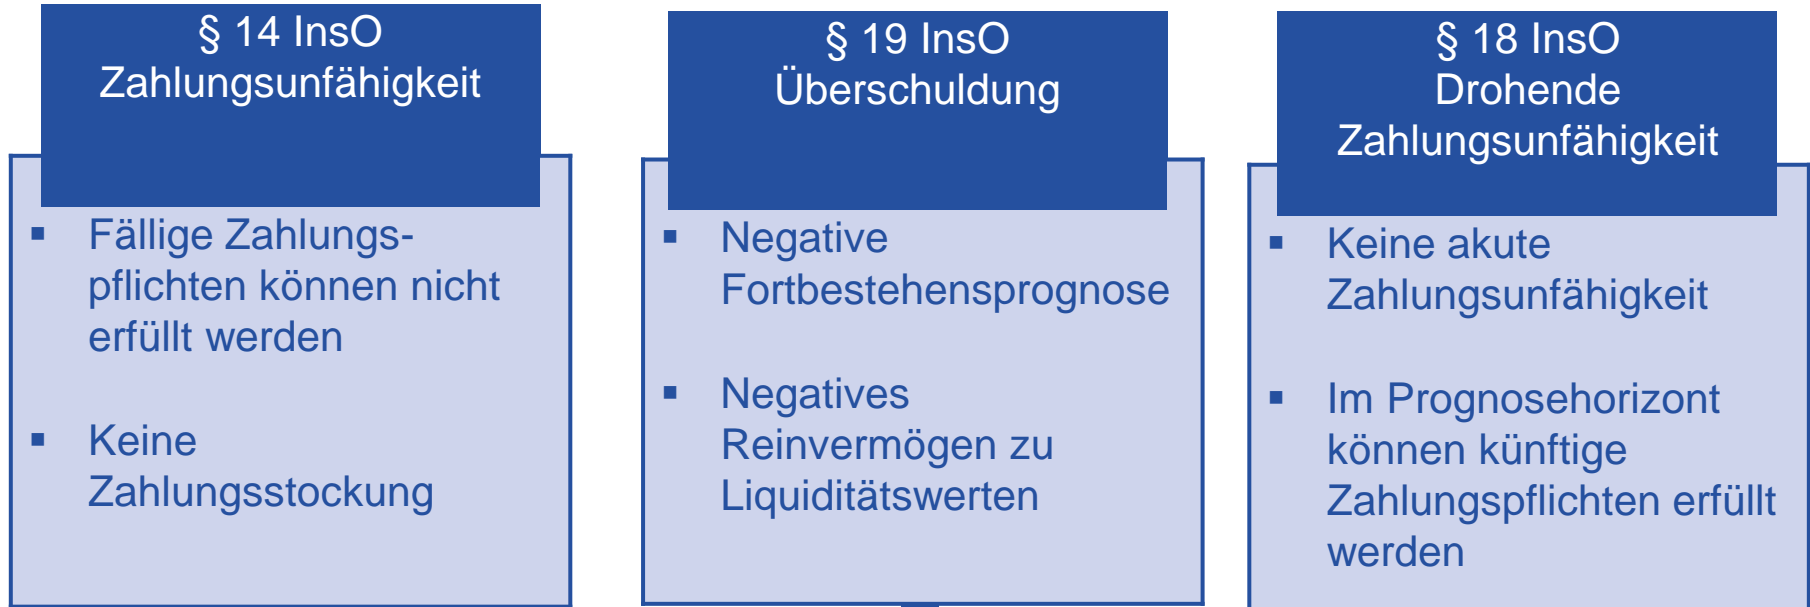 § 14 InsO
Zahlungsunfähigkeit
▪ Fällige Zahlungs-
pflichten können nicht
erfüllt werden
▪ Keine
Zahlungsstockung
§ 19 InsO
Überschuldung
▪ Negative
Fortbestehensprognose
▪ Negatives
Reinvermögen zu
Liquiditätswerten
§ 18 InsO
Drohende
Zahlungsunfähigkeit
▪ Keine akute
Zahlungsunfähigkeit
▪ Im Prognosehorizont
können künftige
Zahlungspflichten erfüllt
werden